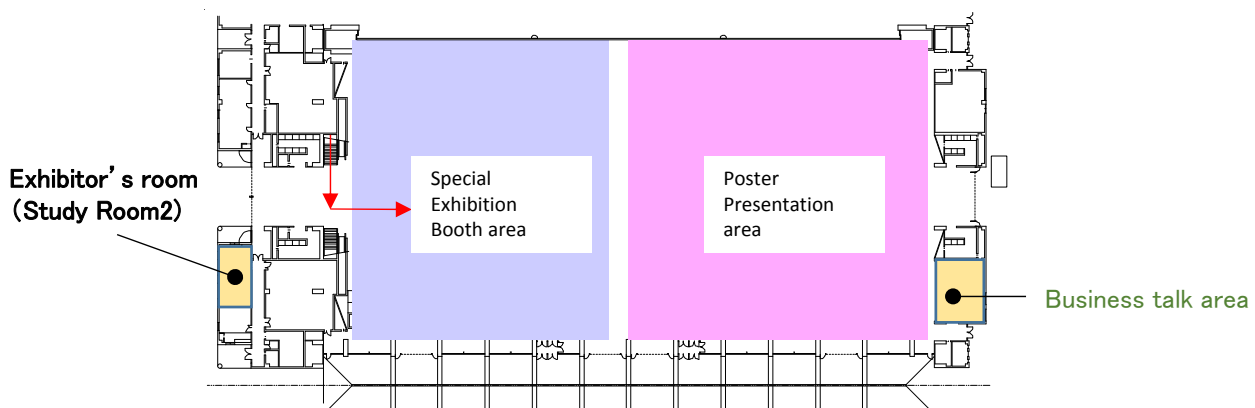 Exhibitor’s room
(Study Room2)
Special
Exhibition
Booth area
Poster
Presentation
area
Business talk area